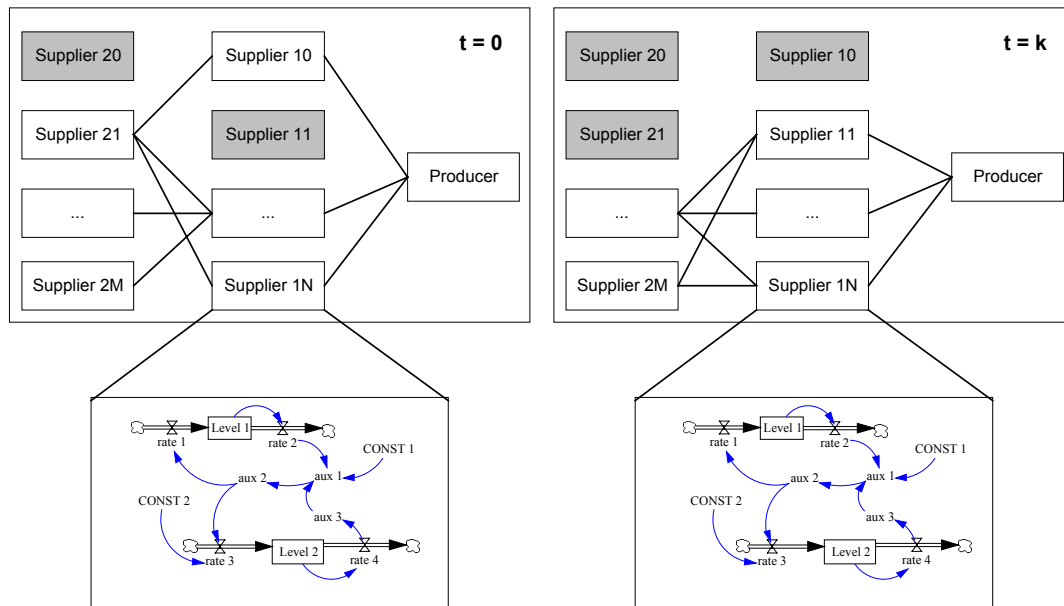 t = 0
Supplier 20
Supplier 10
Supplier 21
Supplier 11
Producer
...
...
Supplier 2M
Supplier 1N
t = k
Supplier 20
Supplier 10
Supplier 21
Supplier 11
Producer
...
...
Supplier 2M
Supplier 1N
Level 1
rate 1
rate 2
CONST 1
aux 2
aux 1
CONST 2
aux 3
Level 2
rate 3
rate 4
Level 1
rate 1
rate 2
CONST 1
aux 2
aux 1
CONST 2
aux 3
Level 2
rate 3
rate 4